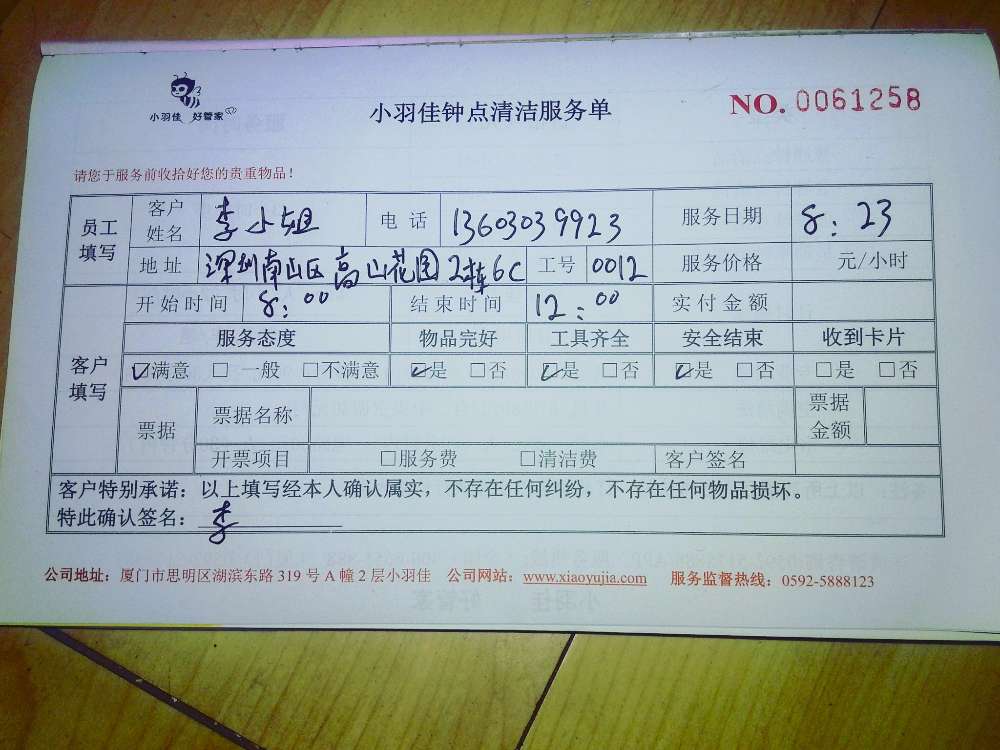 小羽佳 好管家
小羽佳钟点清洁服务单
NO. 0061258
请您于服务前收拾好您的贵重物品！
员工填写 客户姓名 李小姐 电话 13603039923 服务日期 8：23
地址 深圳南山区高山花园2栋6C 工号 0012 服务价格 元/小时
客户填写 开始时间 8：00 结束时间 12：00 实付金额
服务态度 物品完好 工具齐全 安全结束 收到卡片
☑满意 □一般 □不满意 ☑是 □否 ☑是 □否 ☑是 □否 □是 □否
票据 票据名称 票据金额
开票项目 □服务费 □清洁费 客户签名
客户特别承诺：以上填写经本人确认属实，不存在任何纠纷，不存在任何物品损坏。
特此确认签名：李
公司地址：厦门市思明区湖滨东路 319 号 A 幢 2 层小羽佳 公司网站：www.xiaoyujia.com 服务监督热线：0592-5888123